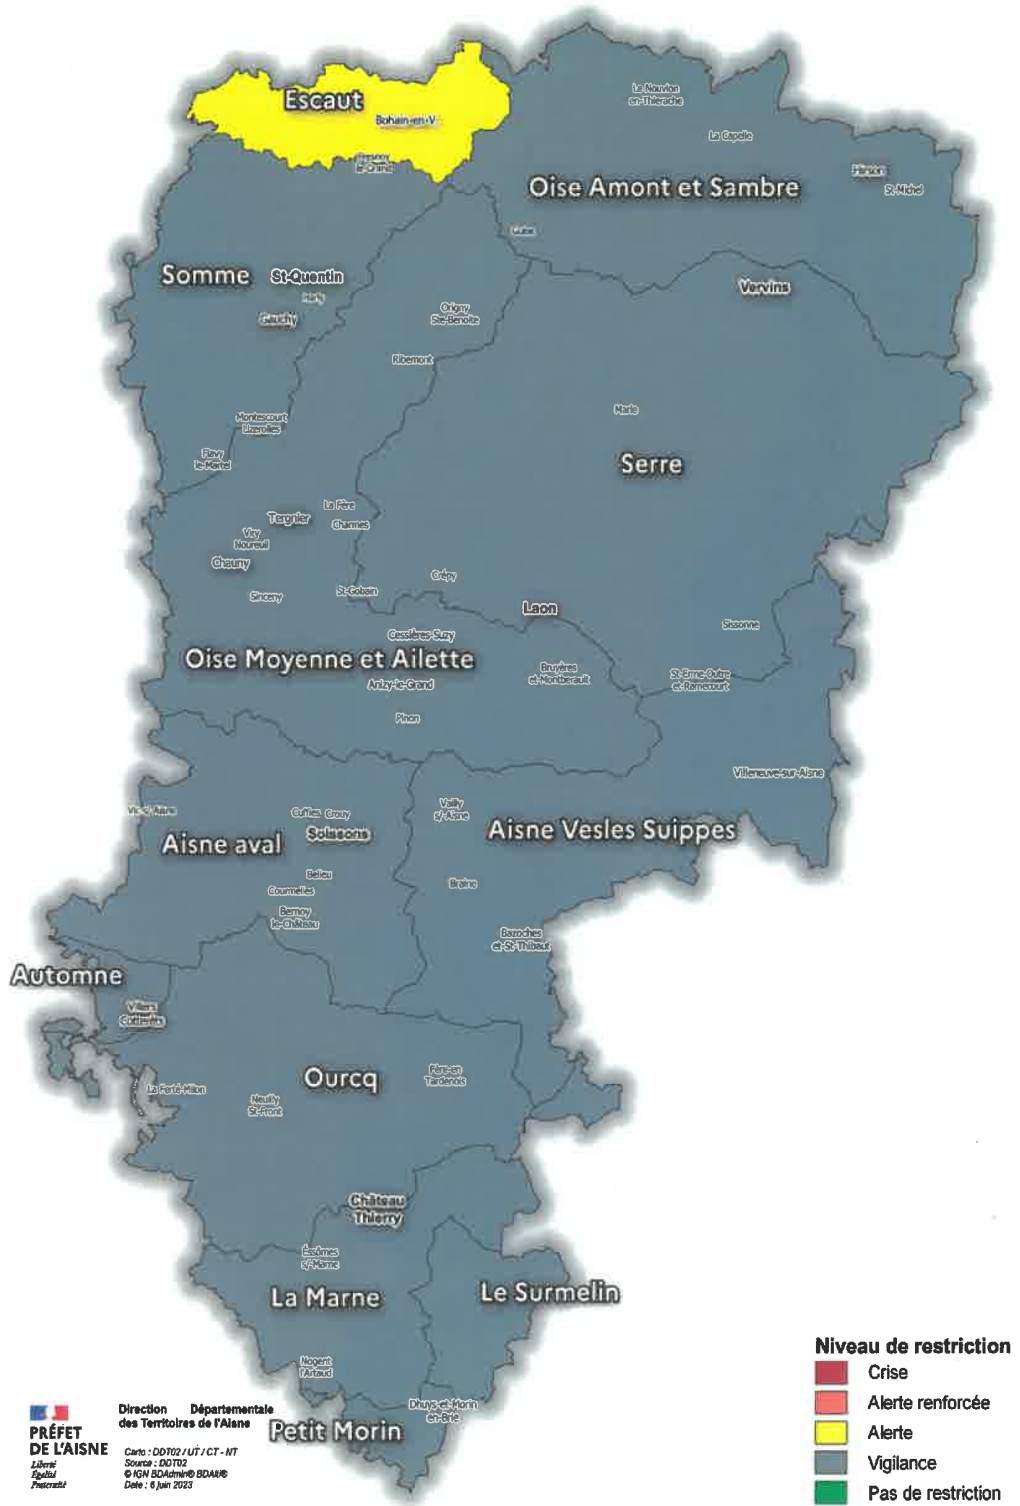 Escaut
Bohain-en-V
Fresnoy
le-Grand
Le Nouvion
en-Thierache
La Capelle
Hirson
St-Michel
Oise Amont et Sambre
Guise
Somme
St-Quentin
Harly
Gauchy
Vervins
Origny
Ste-Benoite
Ribemont
Marle
Montescourt
Lizerolles
Flavy
le-Martel
Serre
La Fère
Tergnier
Charmes
Viry
Noureuil
Chauny
Sinceny
St-Gobain
Crépy
Laon
Sissonne
Cessières-Suzy
Oise Moyenne et Ailette
Bruyères
et-Montberault
St-Erme-Outre
et-Ramecourt
Anizy-le-Grand
Pinon
Villeneuve-sur-Aisne
Vic-s/-Aisne
Cuffies Crouy
Vailly
s/-Aisne
Soissons
Aisne aval
Aisne Vesles Suippes
Belleu
Courmelles
Braine
Bernoy
le-Château
Bazoches
et-St-Thibaut
Automne
Villers
Cotterêts
Ourcq
Fère-en
Tardenois
La Ferté-Milon
Neuilly
St-Front
Château
Thierry
Essômes
s/-Marne
La Marne
Le Surmelin
Nogent
l'Artaud
Dhuys-et-Morin
en-Brie
Petit Morin
Niveau de restriction
Crise
Alerte renforcée
Alerte
Vigilance
Pas de restriction
PRÉFET
DE L'AISNE
Liberté
Égalité
Fraternité
Direction Départementale
des Territoires de l'Aisne
Carto : DDT02 / UT / CT - NT
Source : DDT02
© IGN BDAdmin® BDAlti®
Date : 6 juin 2023